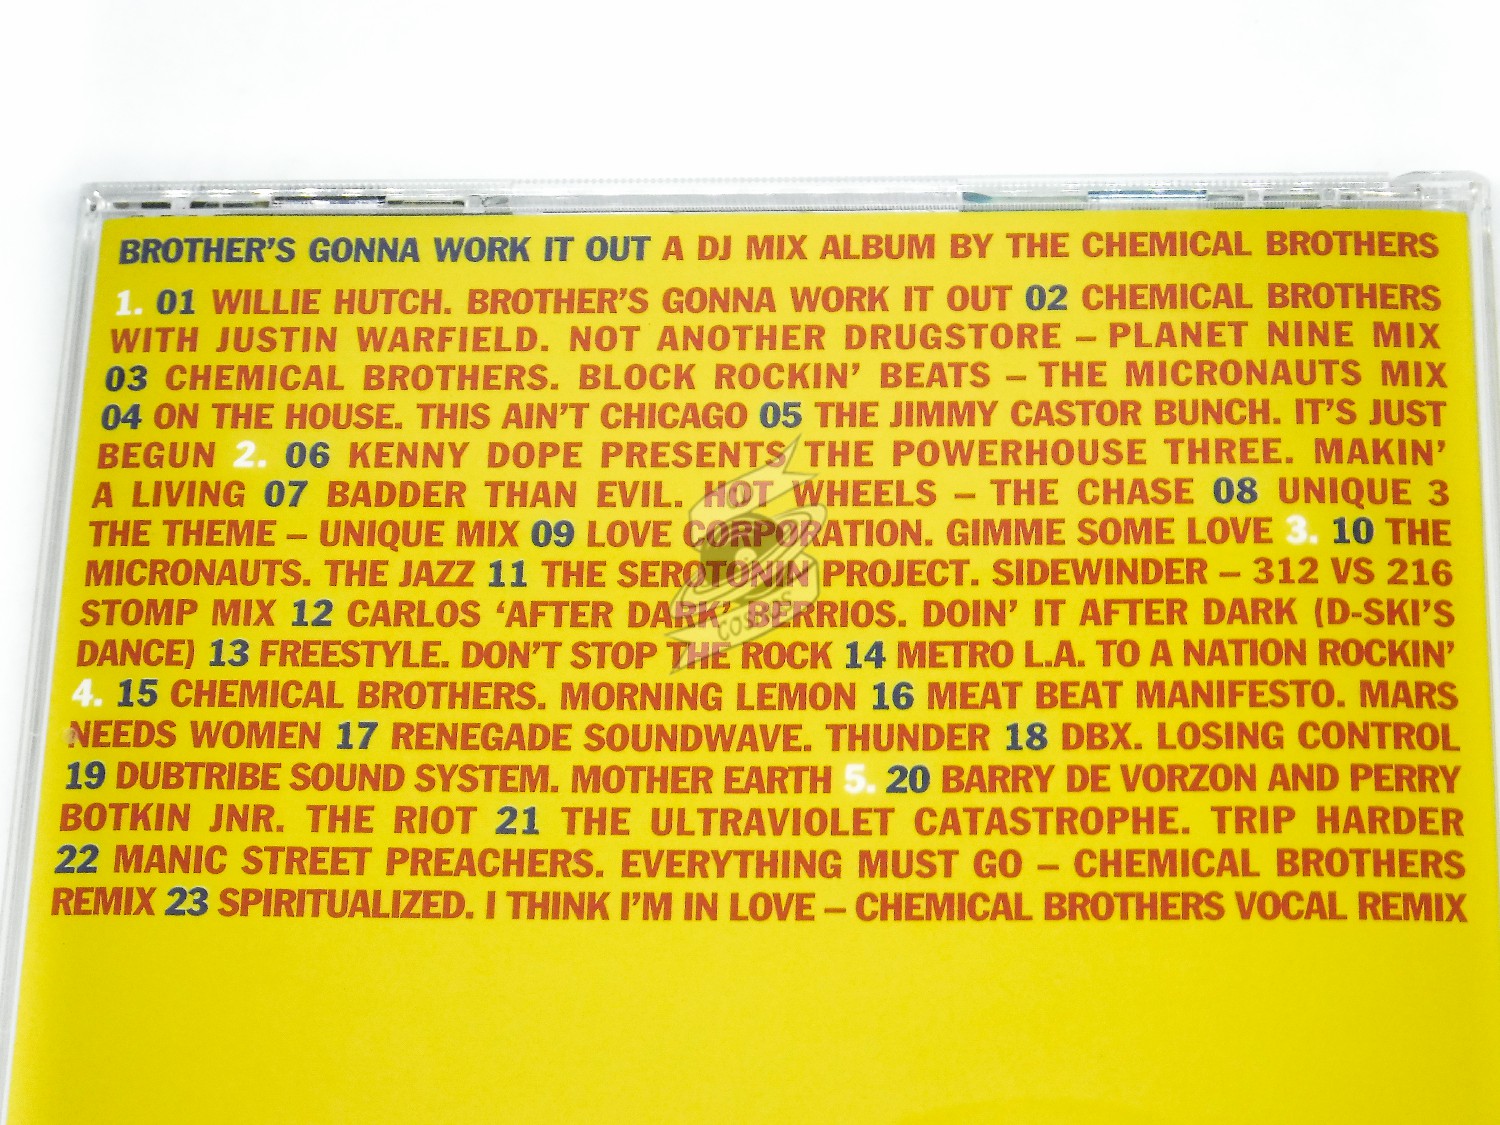 BROTHER'S GONNA WORK IT OUT A DJ MIX ALBUM BY THE CHEMICAL BROTHERS
1. 01 WILLIE HUTCH. BROTHER'S GONNA WORK IT OUT 02 CHEMICAL BROTHERS
WITH JUSTIN WARFIELD. NOT ANOTHER DRUGSTORE – PLANET NINE MIX
03 CHEMICAL BROTHERS. BLOCK ROCKIN' BEATS – THE MICRONAUTS MIX
04 ON THE HOUSE. THIS AIN'T CHICAGO 05 THE JIMMY CASTOR BUNCH. IT'S JUST
BEGUN 2. 06 KENNY DOPE PRESENTS THE POWERHOUSE THREE. MAKIN'
A LIVING 07 BADDER THAN EVIL. HOT WHEELS – THE CHASE 08 UNIQUE 3
THE THEME – UNIQUE MIX 09 LOVE CORPORATION. GIMME SOME LOVE 3. 10 THE
MICRONAUTS. THE JAZZ 11 THE SEROTONIN PROJECT. SIDEWINDER – 312 VS 216
STOMP MIX 12 CARLOS 'AFTER DARK' BERRIOS. DOIN' IT AFTER DARK (D-SKI'S
DANCE) 13 FREESTYLE. DON'T STOP THE ROCK 14 METRO L.A. TO A NATION ROCKIN'
4. 15 CHEMICAL BROTHERS. MORNING LEMON 16 MEAT BEAT MANIFESTO. MARS
NEEDS WOMEN 17 RENEGADE SOUNDWAVE. THUNDER 18 DBX. LOSING CONTROL
19 DUBTRIBE SOUND SYSTEM. MOTHER EARTH 5. 20 BARRY DE VORZON AND PERRY
BOTKIN JNR. THE RIOT 21 THE ULTRAVIOLET CATASTROPHE. TRIP HARDER
22 MANIC STREET PREACHERS. EVERYTHING MUST GO – CHEMICAL BROTHERS
REMIX 23 SPIRITUALIZED. I THINK I'M IN LOVE – CHEMICAL BROTHERS VOCAL REMIX